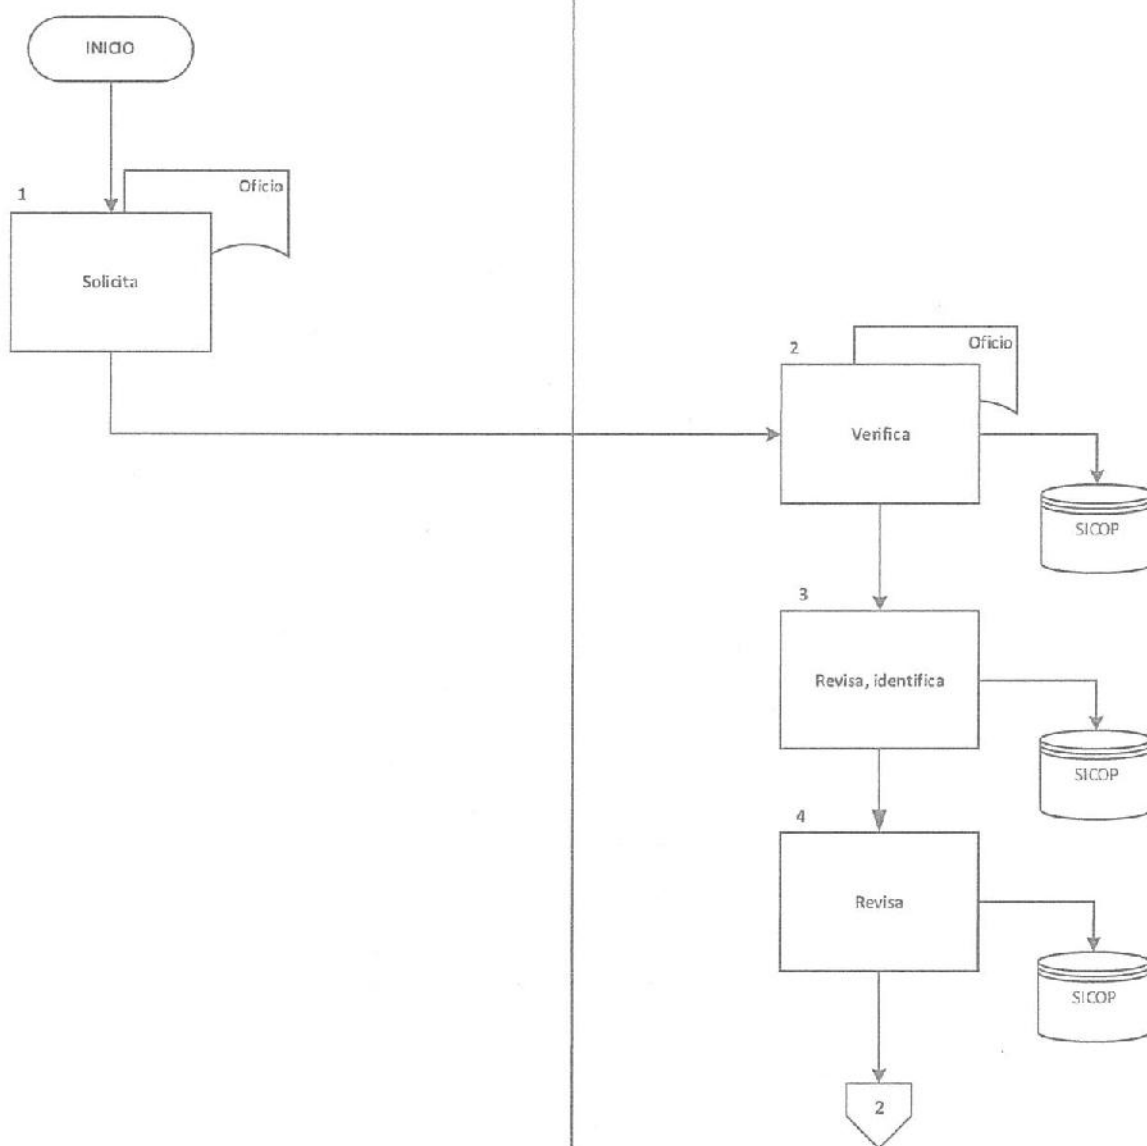 INICIO
1
Oficio
Solicita
2
Oficio
Verifica
SICOP
3
Revisa, identifica
SICOP
4
Revisa
SICOP
2